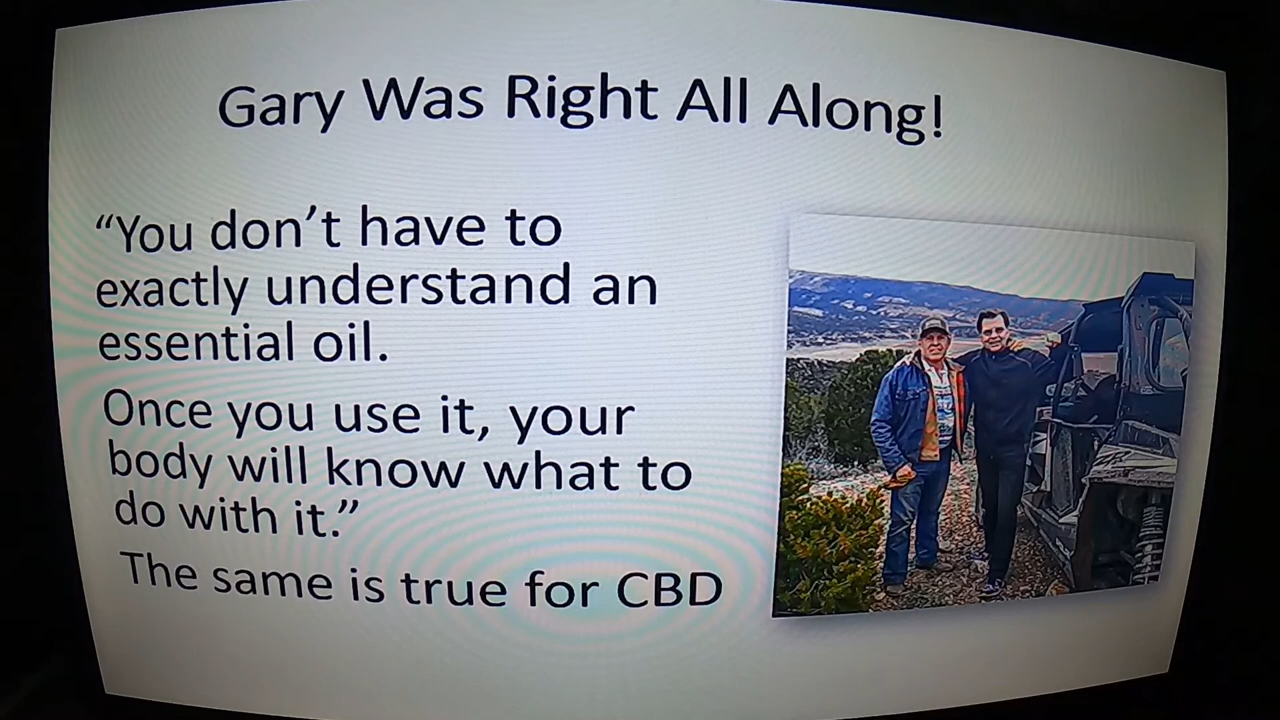 Gary Was Right All Along!
“You don’t have to
exactly understand an
essential oil.
Once you use it, your
body will know what to
do with it.”
The same is true for CBD